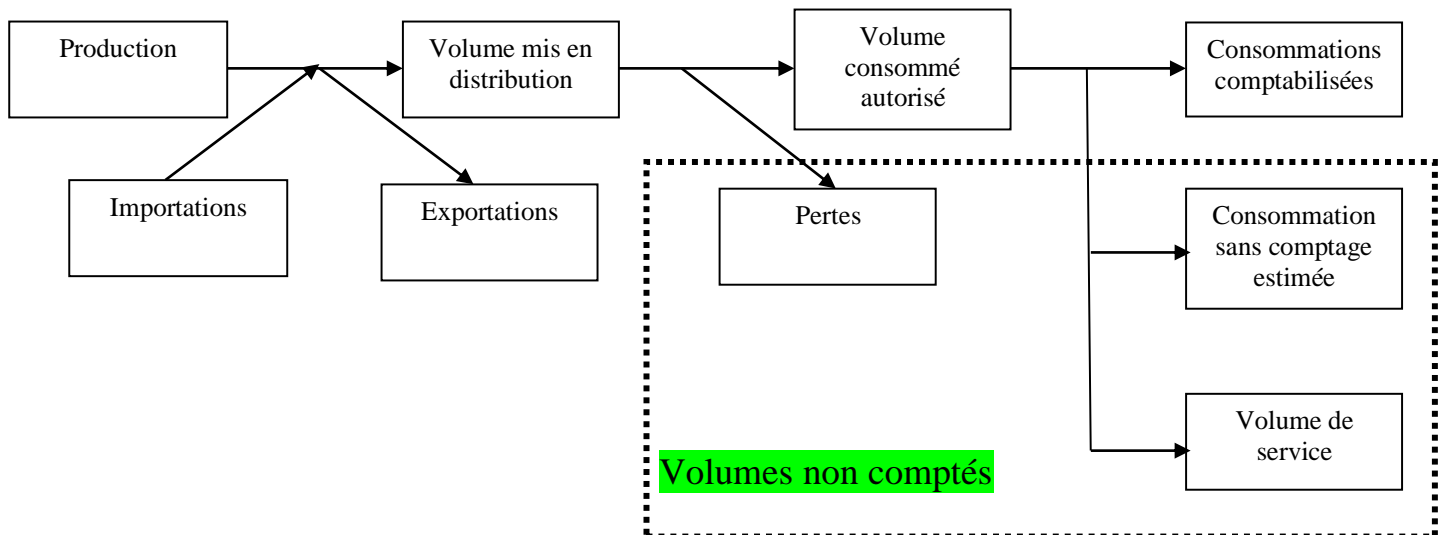 Production
Volume mis en
distribution
Volume
consommé
autorisé
Consommations
comptabilisées
Importations
Exportations
Pertes
Consommation
sans comptage
estimée
Volume de
service
Volumes non comptés